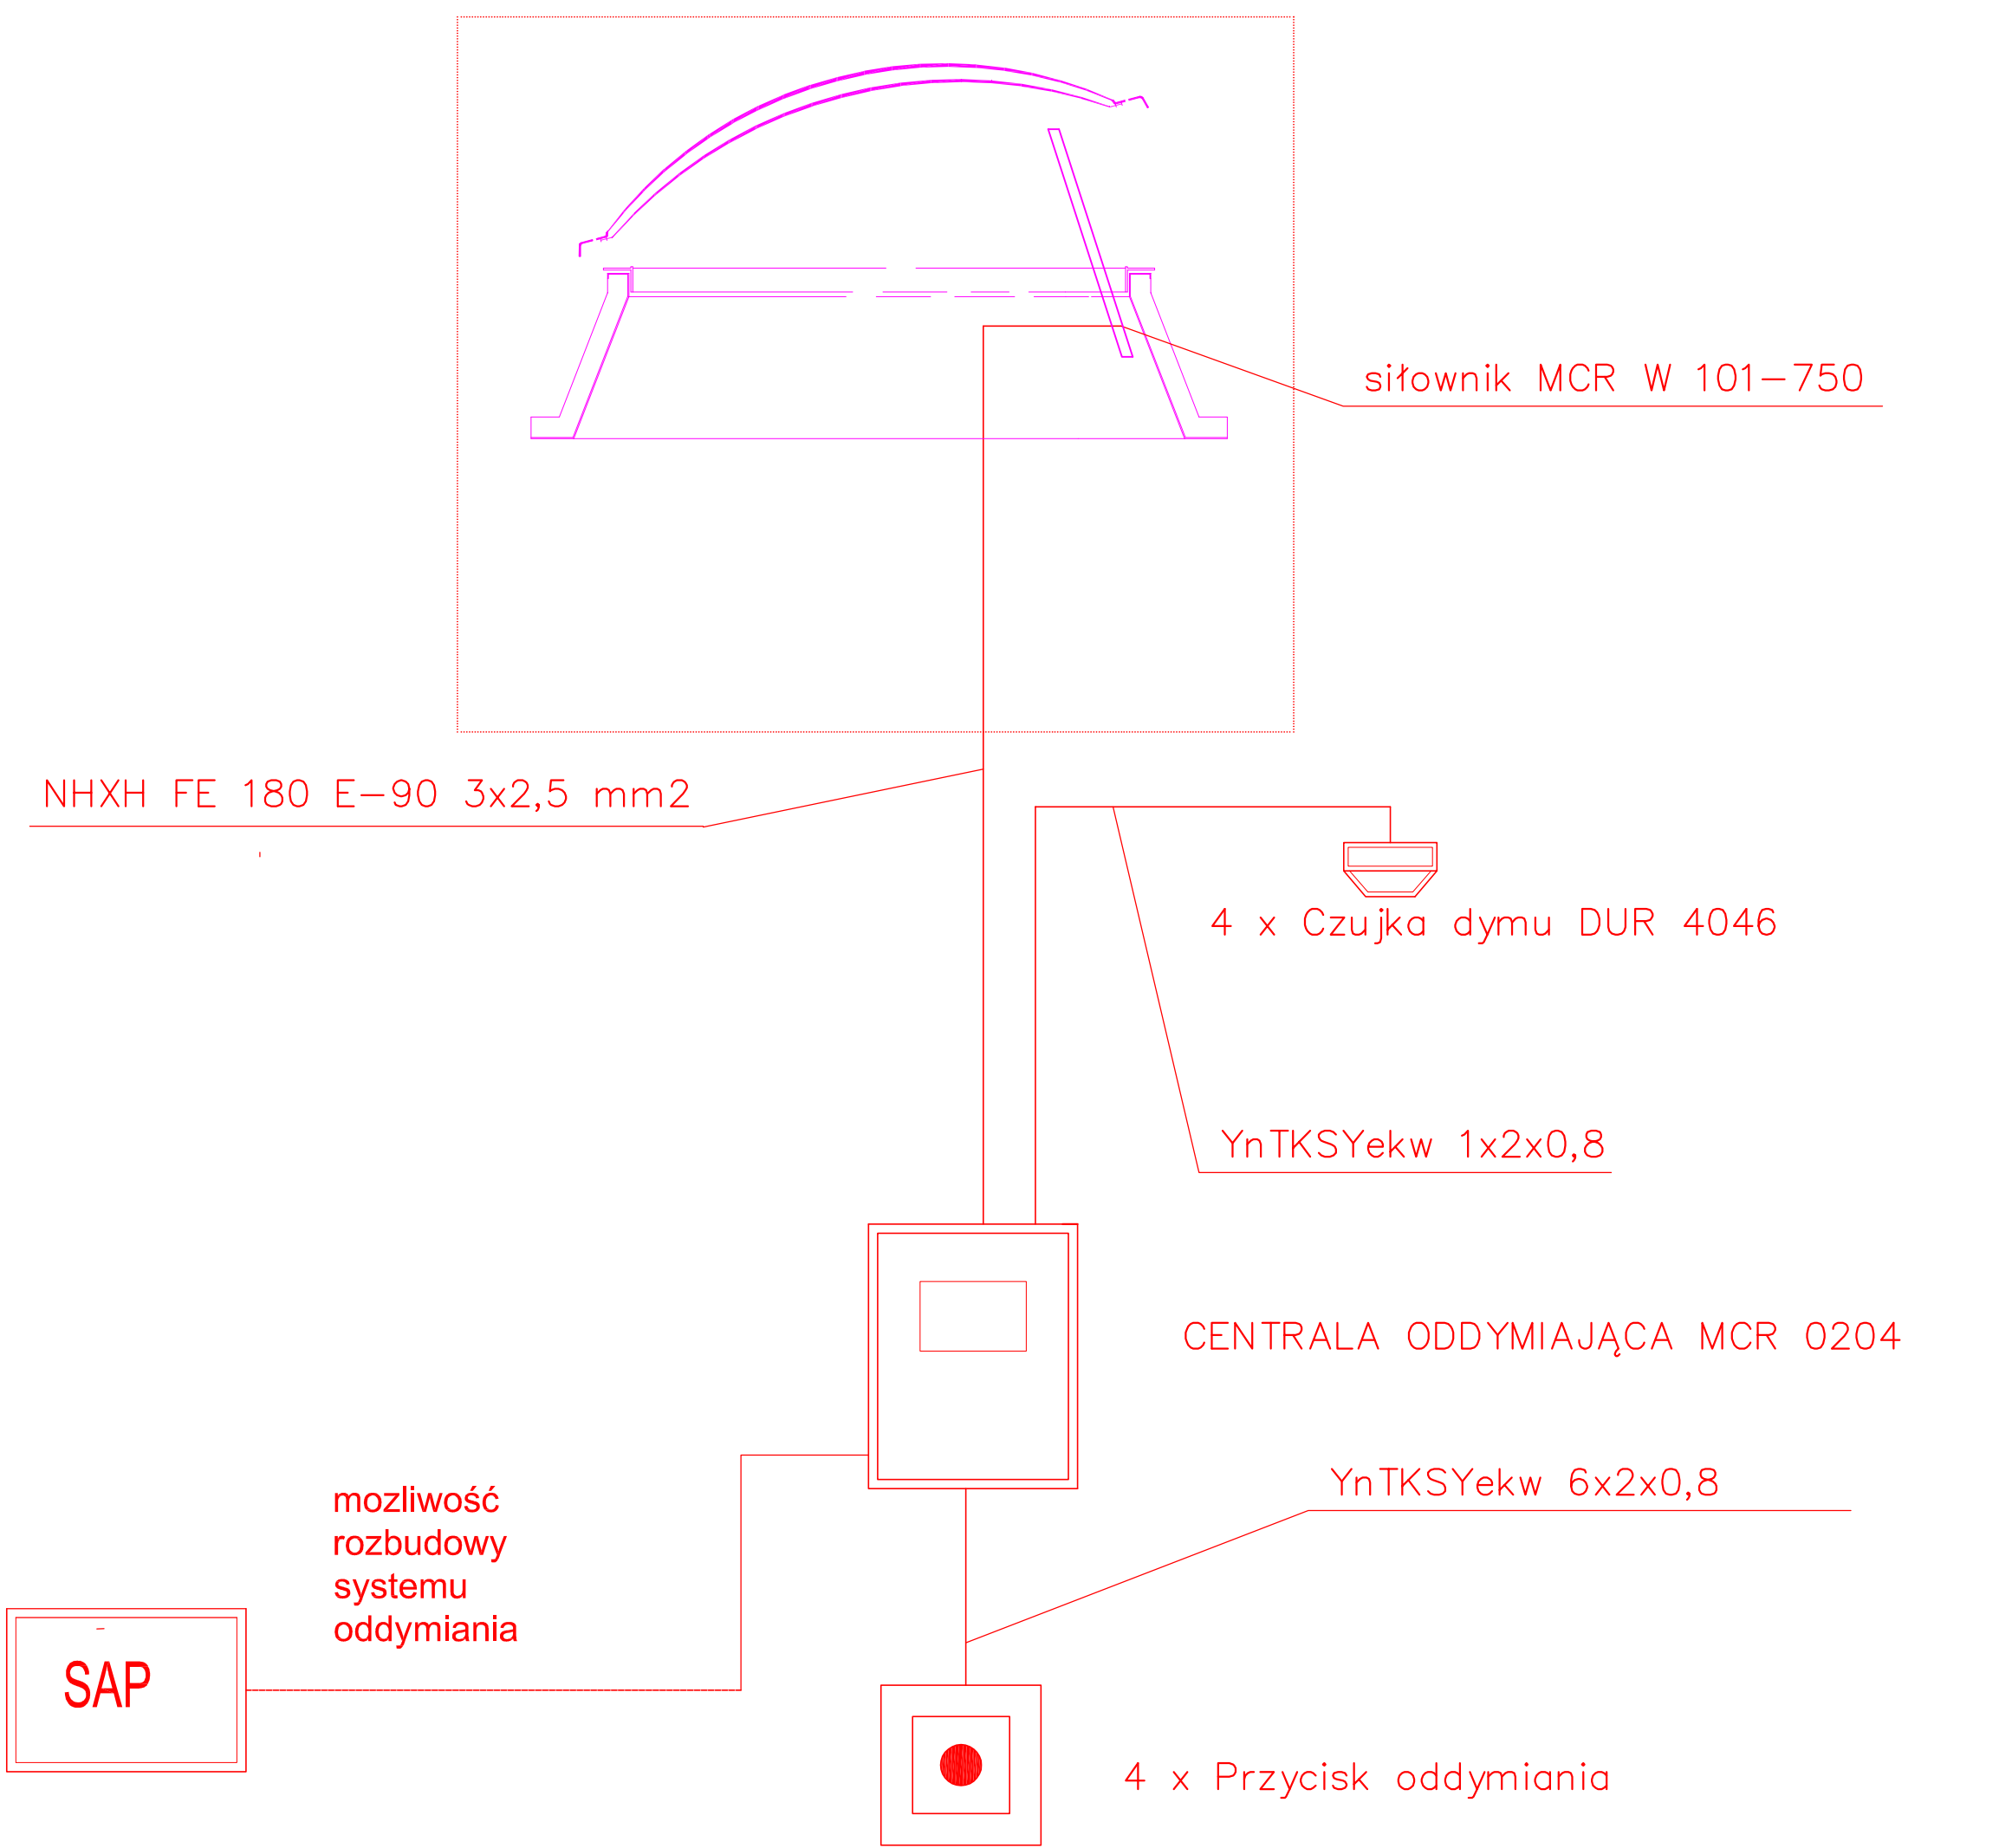 siłownik MCR W 101-750
NHXH FE 180 E-90 3x2,5 mm2
4 x Czujka dymu DUR 4046
YnTKSYekw 1x2x0,8
CENTRALA ODDYMIAJĄCA MCR 0204
YnTKSYekw 6x2x0,8
mozliwość
rozbudowy
systemu
oddymiania
SAP
4 x Przycisk oddymiania